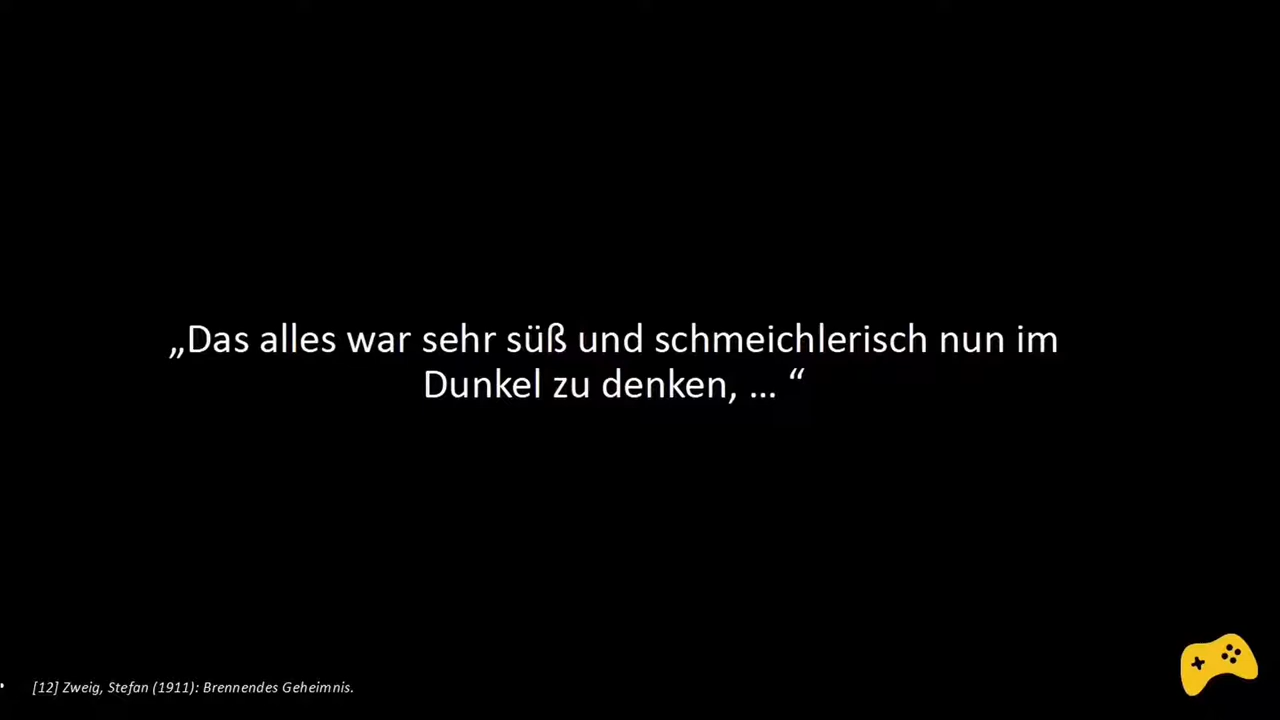 „Das alles war sehr süß und schmeichlerisch nun im
Dunkel zu denken, ... “
[12] Zweig, Stefan (1911): Brennendes Geheimnis.